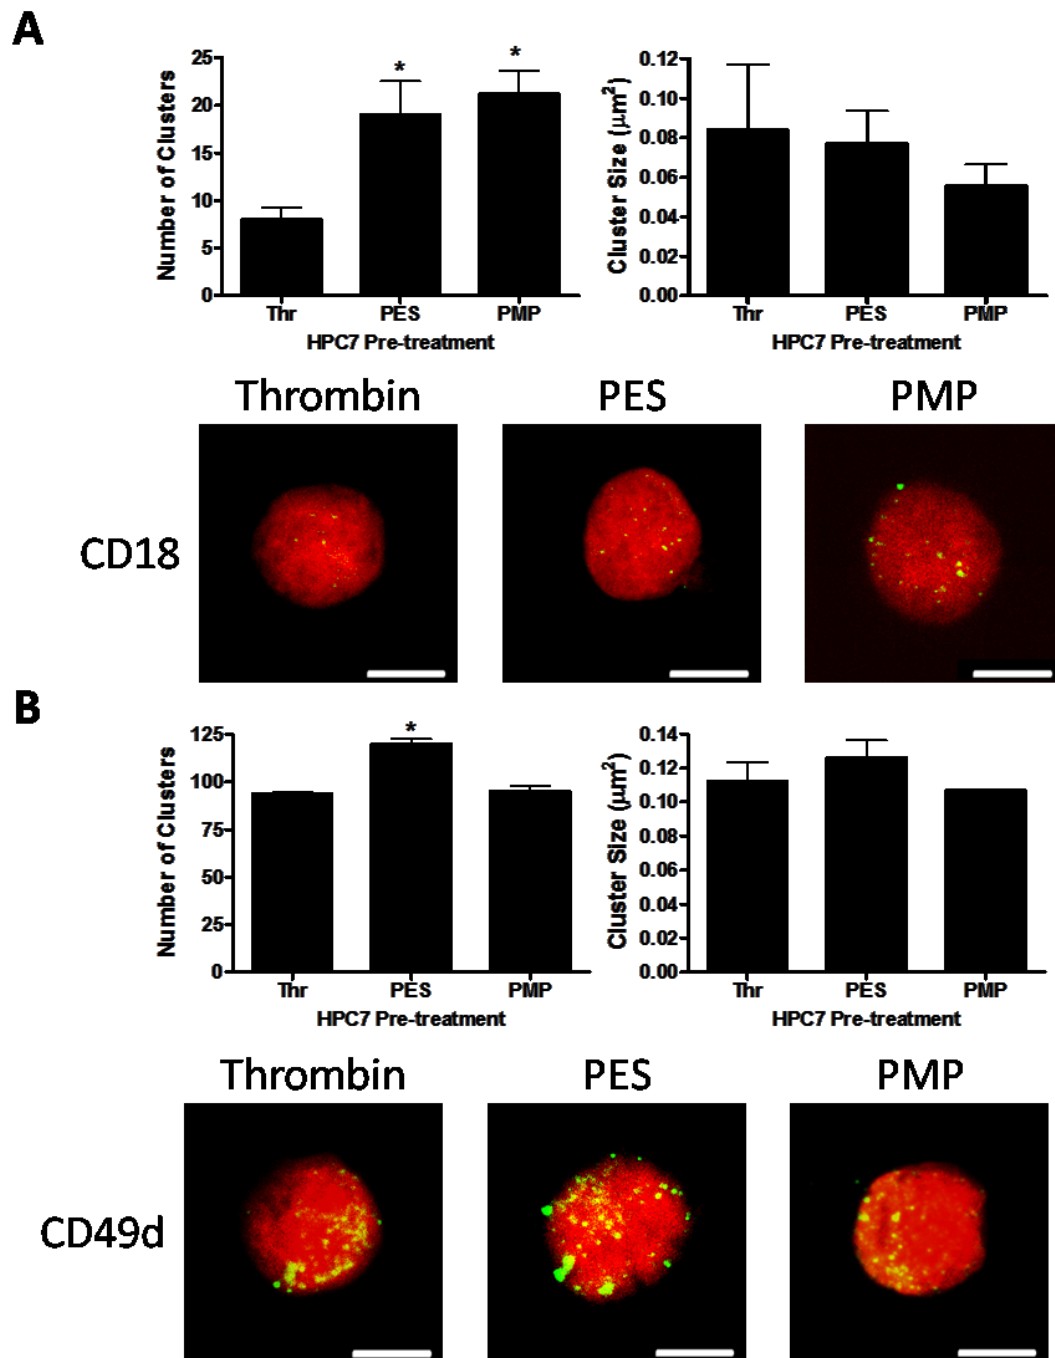 A
Number of Clusters
25
20
15
10
5
0
*
*
Thr PES PMP
HPC7 Pre-treatment
Cluster Size (μm²)
0.12
0.10
0.08
0.06
0.04
0.02
0.00
Thr PES PMP
HPC7 Pre-treatment
Thrombin PES PMP
CD18
B
Number of Clusters
125
100
75
50
25
0
*
Thr PES PMP
HPC7 Pre-treatment
Cluster Size (μm²)
0.14
0.12
0.10
0.08
0.06
0.04
0.02
0.00
Thr PES PMP
HPC7 Pre-treatment
Thrombin PES PMP
CD49d